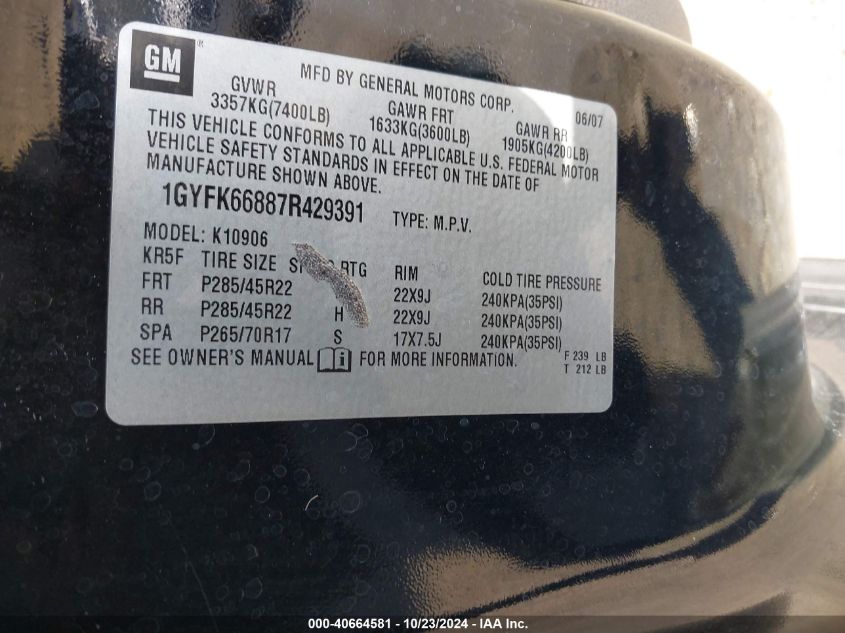 GM
MFD BY GENERAL MOTORS CORP. 06/07
GVWR GAWR FRT GAWR RR
3357KG(7400LB) 1633KG(3600LB) 1905KG(4200LB)
THIS VEHICLE CONFORMS TO ALL APPLICABLE U.S. FEDERAL MOTOR
VEHICLE SAFETY STANDARDS IN EFFECT ON THE DATE OF
MANUFACTURE SHOWN ABOVE.
1GYFK66887R429391 TYPE: M.P.V.
MODEL: K10906
KR5F TIRE SIZE RTG RIM COLD TIRE PRESSURE
FRT P285/45R22 22X9J 240KPA(35PSI)
RR P285/45R22 H 22X9J 240KPA(35PSI)
SPA P265/70R17 S 17X7.5J 240KPA(35PSI)
SEE OWNER'S MANUAL FOR MORE INFORMATION. F 239 LB
T 212 LB
000-40664581 - 10/23/2024 - IAA Inc.